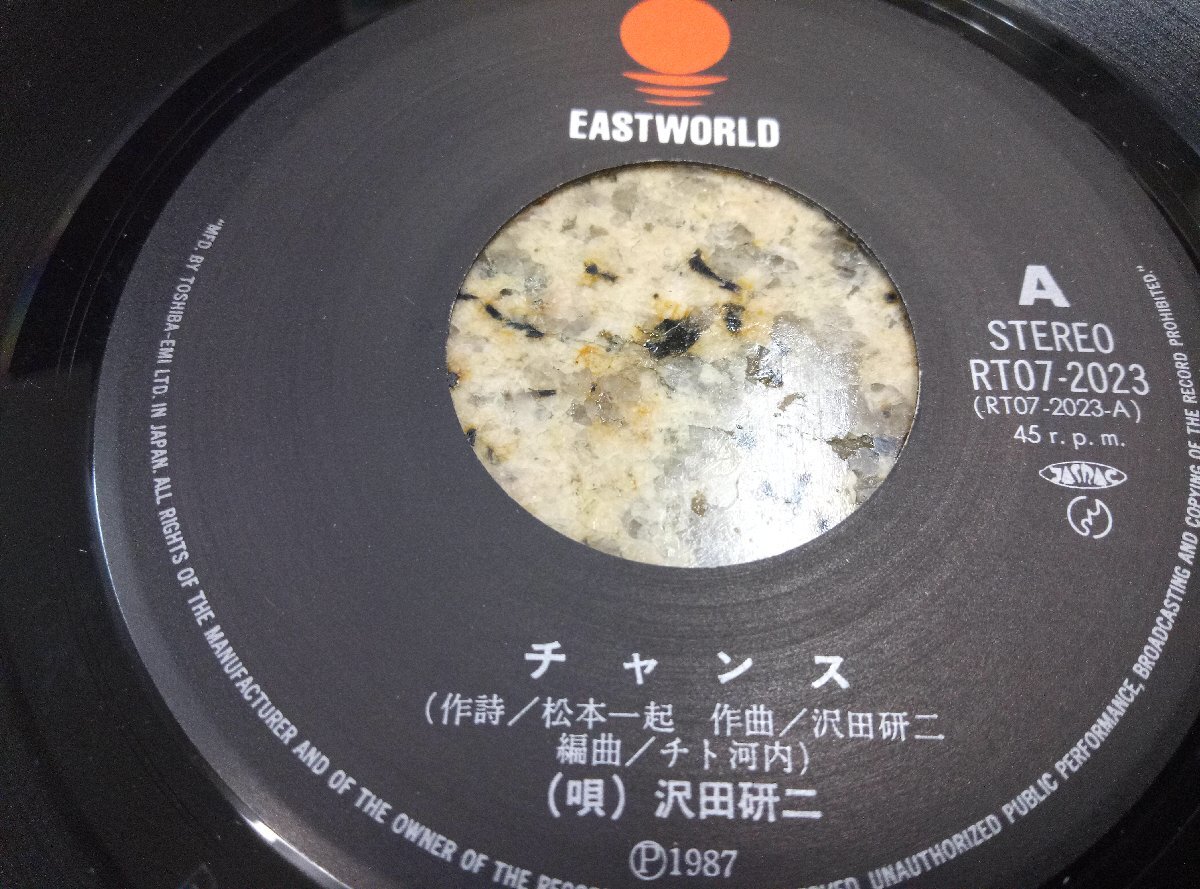 EASTWORLD
A
STEREO
RT07-2023
(RT07-2023-A)
45 r.p.m.
JASRAC
チャンス
(作詩/松本一起 作曲/沢田研二
編曲/チト河内)
(唄) 沢田研二
Ⓟ1987
"MFD. BY TOSHIBA-EMI LTD. IN JAPAN. ALL RIGHTS OF THE MANUFACTURER AND OF THE OWNER OF THE UNAUTHORIZED PUBLIC PERFORMANCE, BROADCASTING AND COPYING OF THE RECORD PROHIBITED."